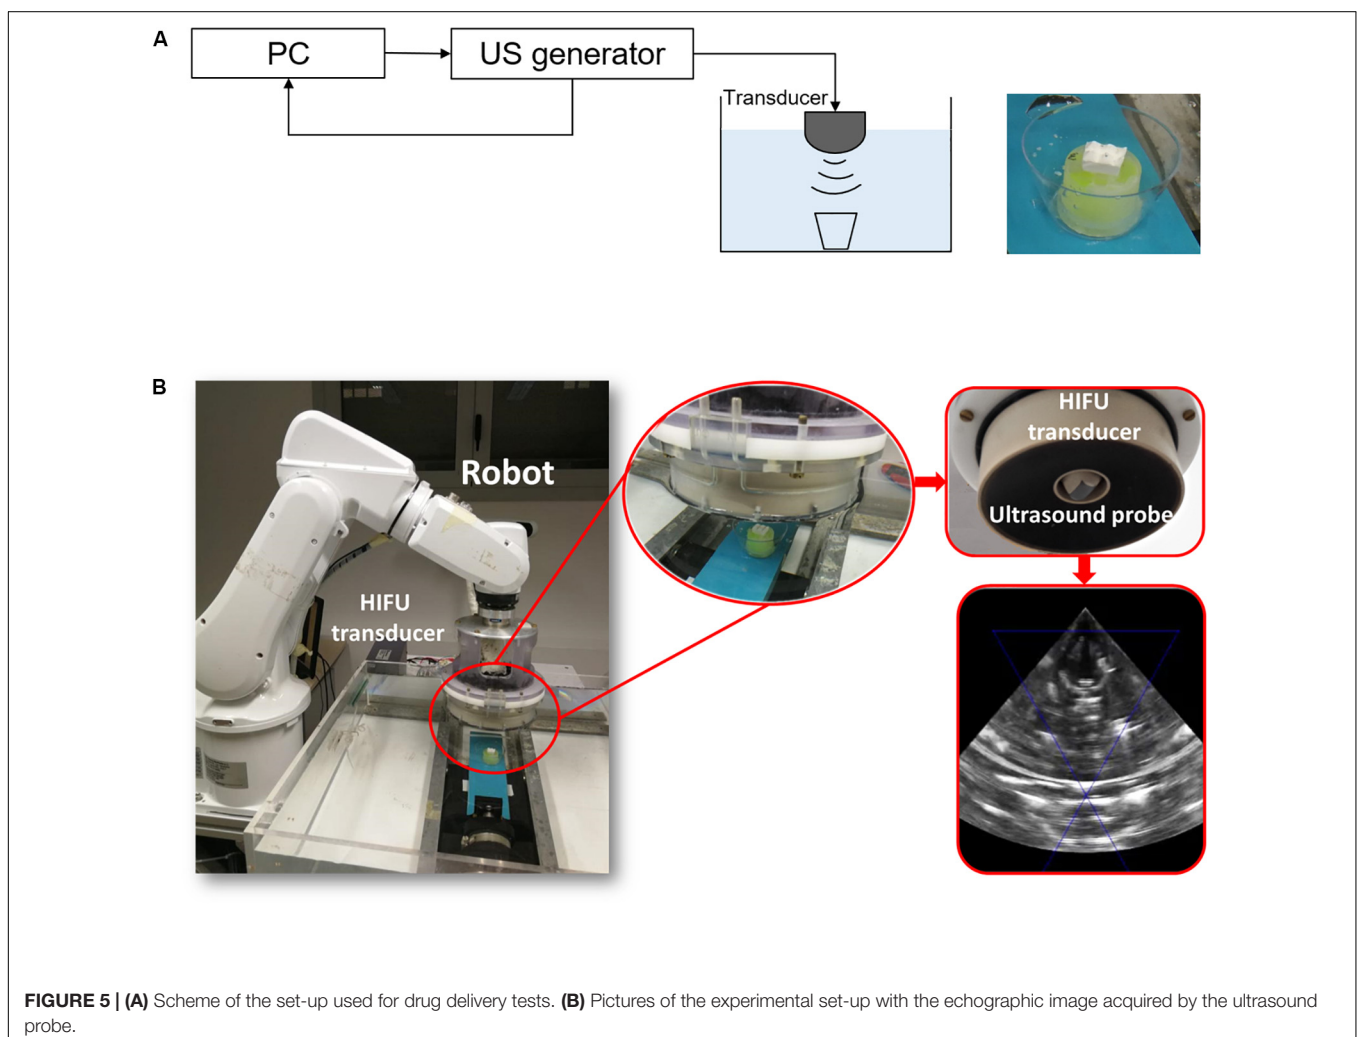 A
PC
US generator
Transducer
B
Robot
HIFU
transducer
HIFU
transducer
Ultrasound probe
FIGURE 5 | (A) Scheme of the set-up used for drug delivery tests. (B) Pictures of the experimental set-up with the echographic image acquired by the ultrasound
probe.